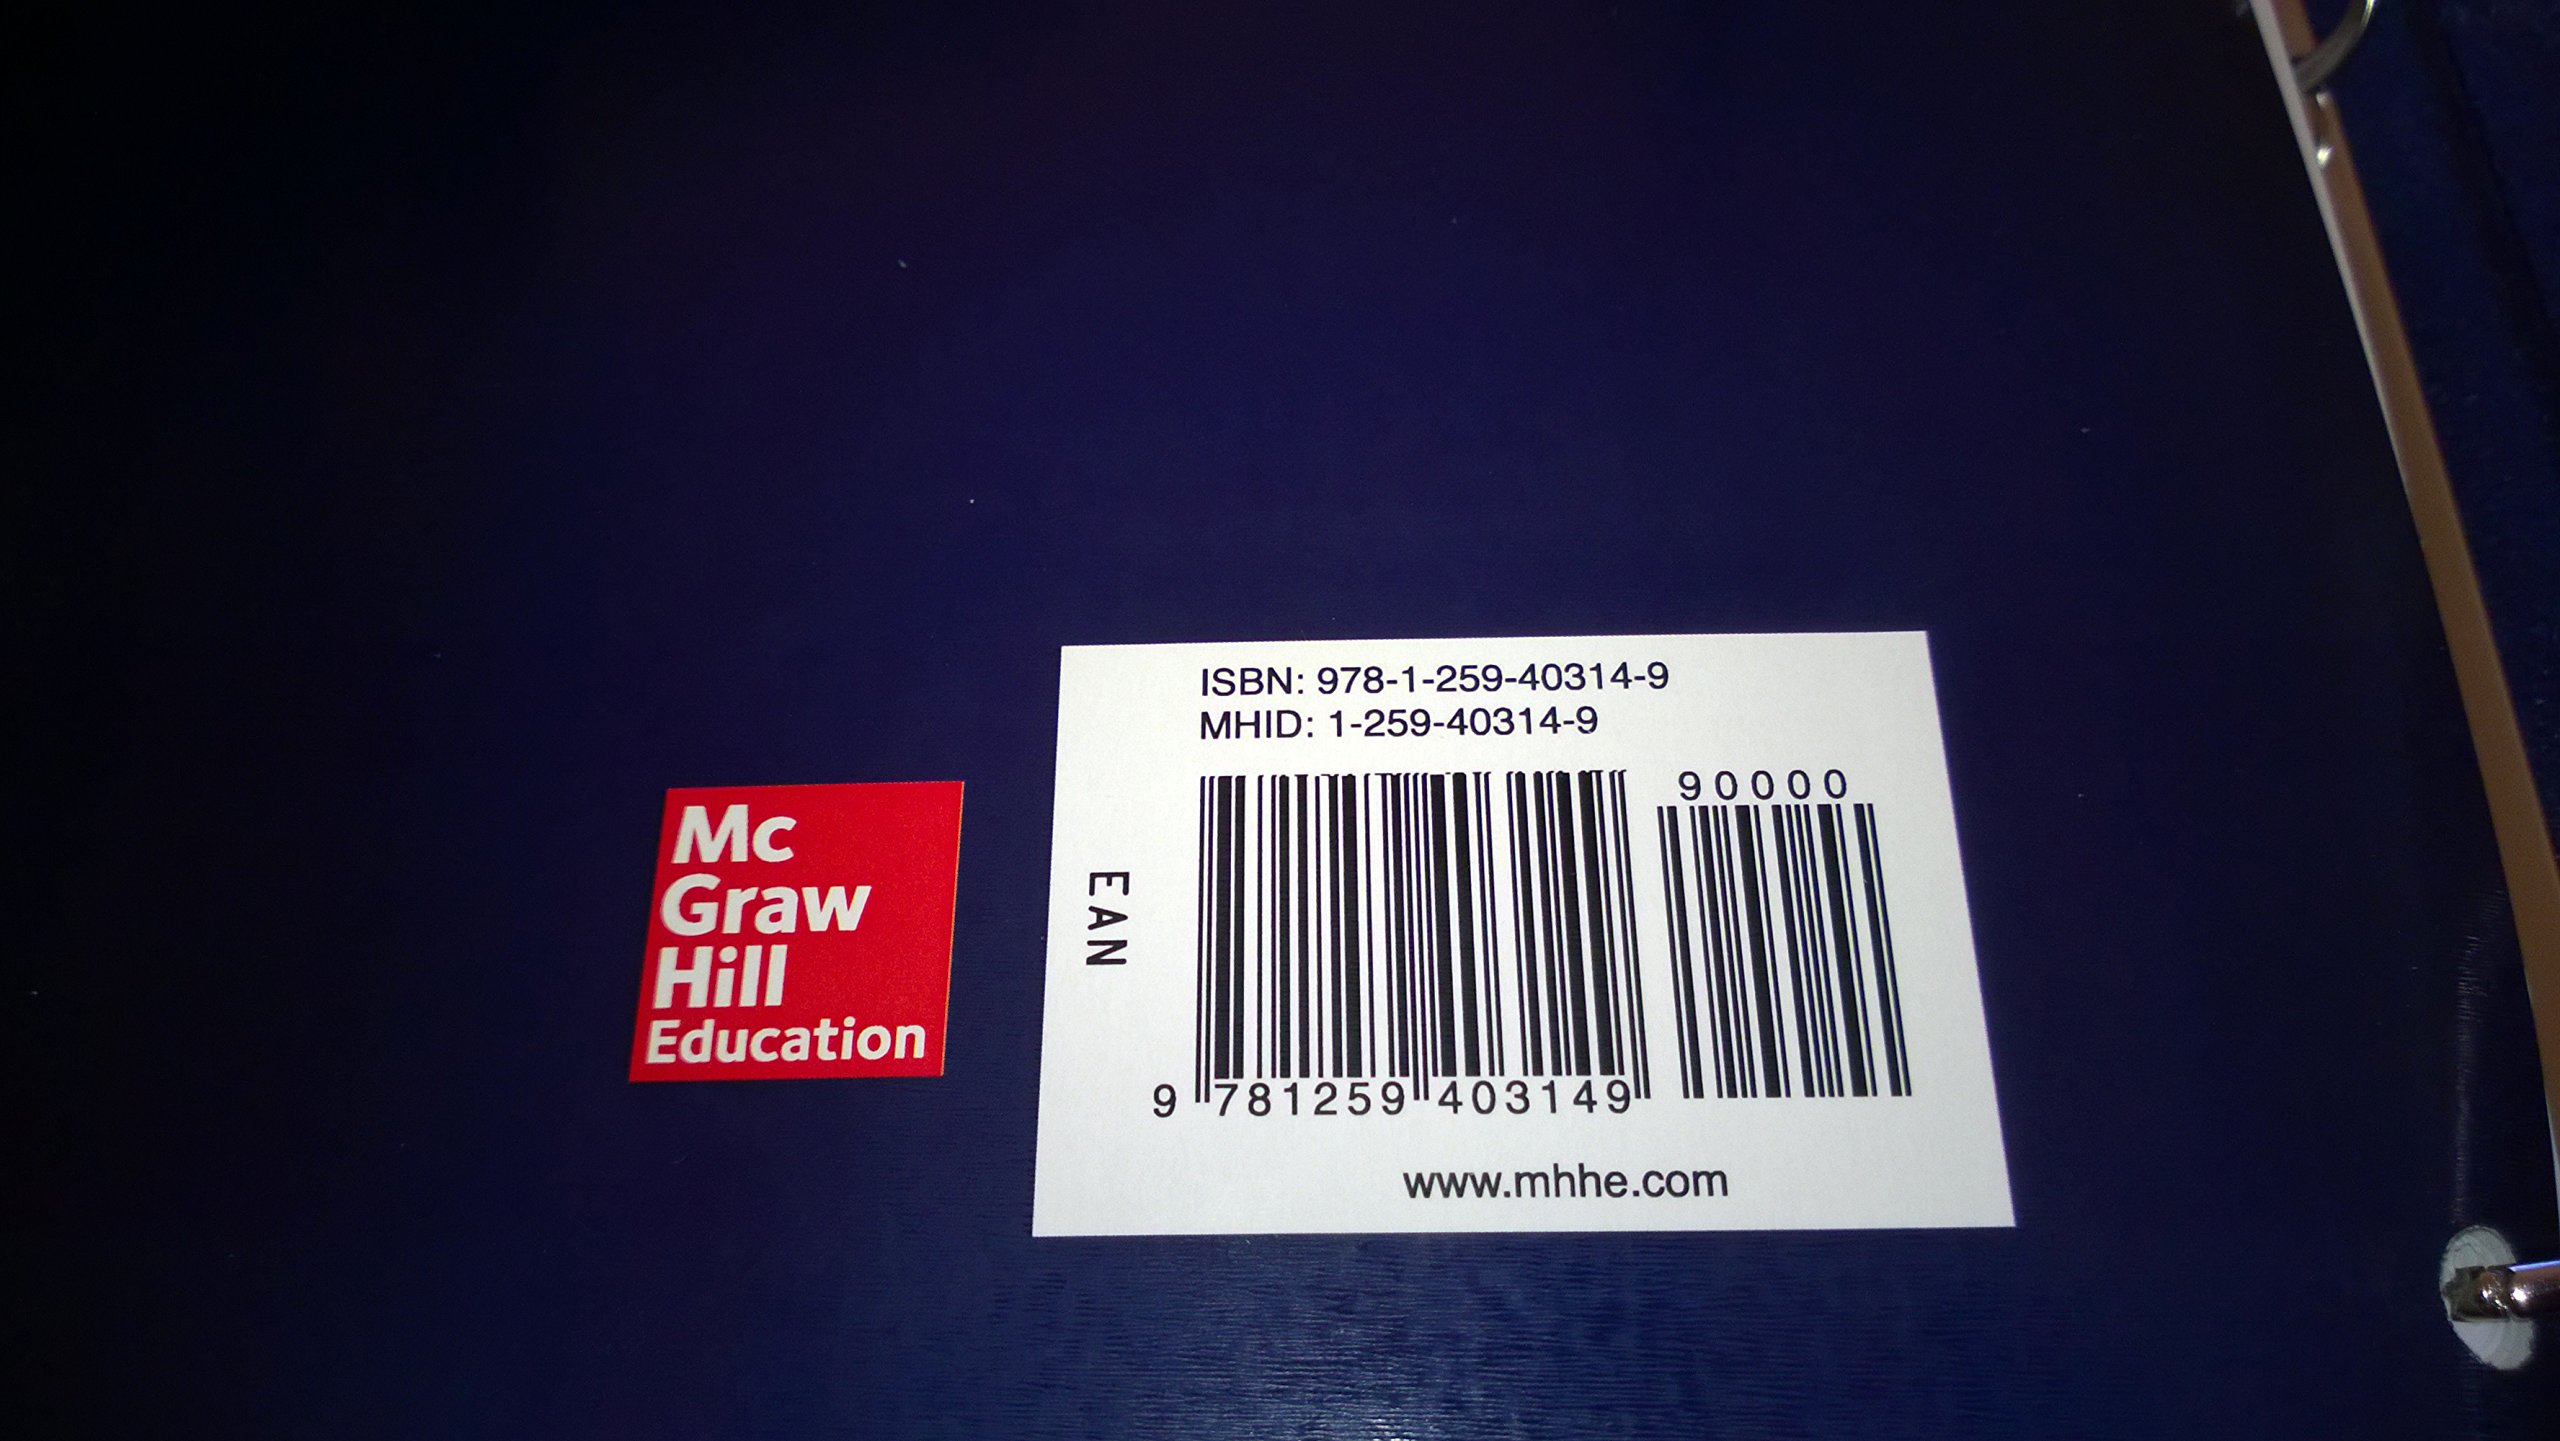 Mc
Graw
Hill
Education
ISBN: 978-1-259-40314-9
MHID: 1-259-40314-9
90000
EAN
9 781259 403149
www.mhhe.com